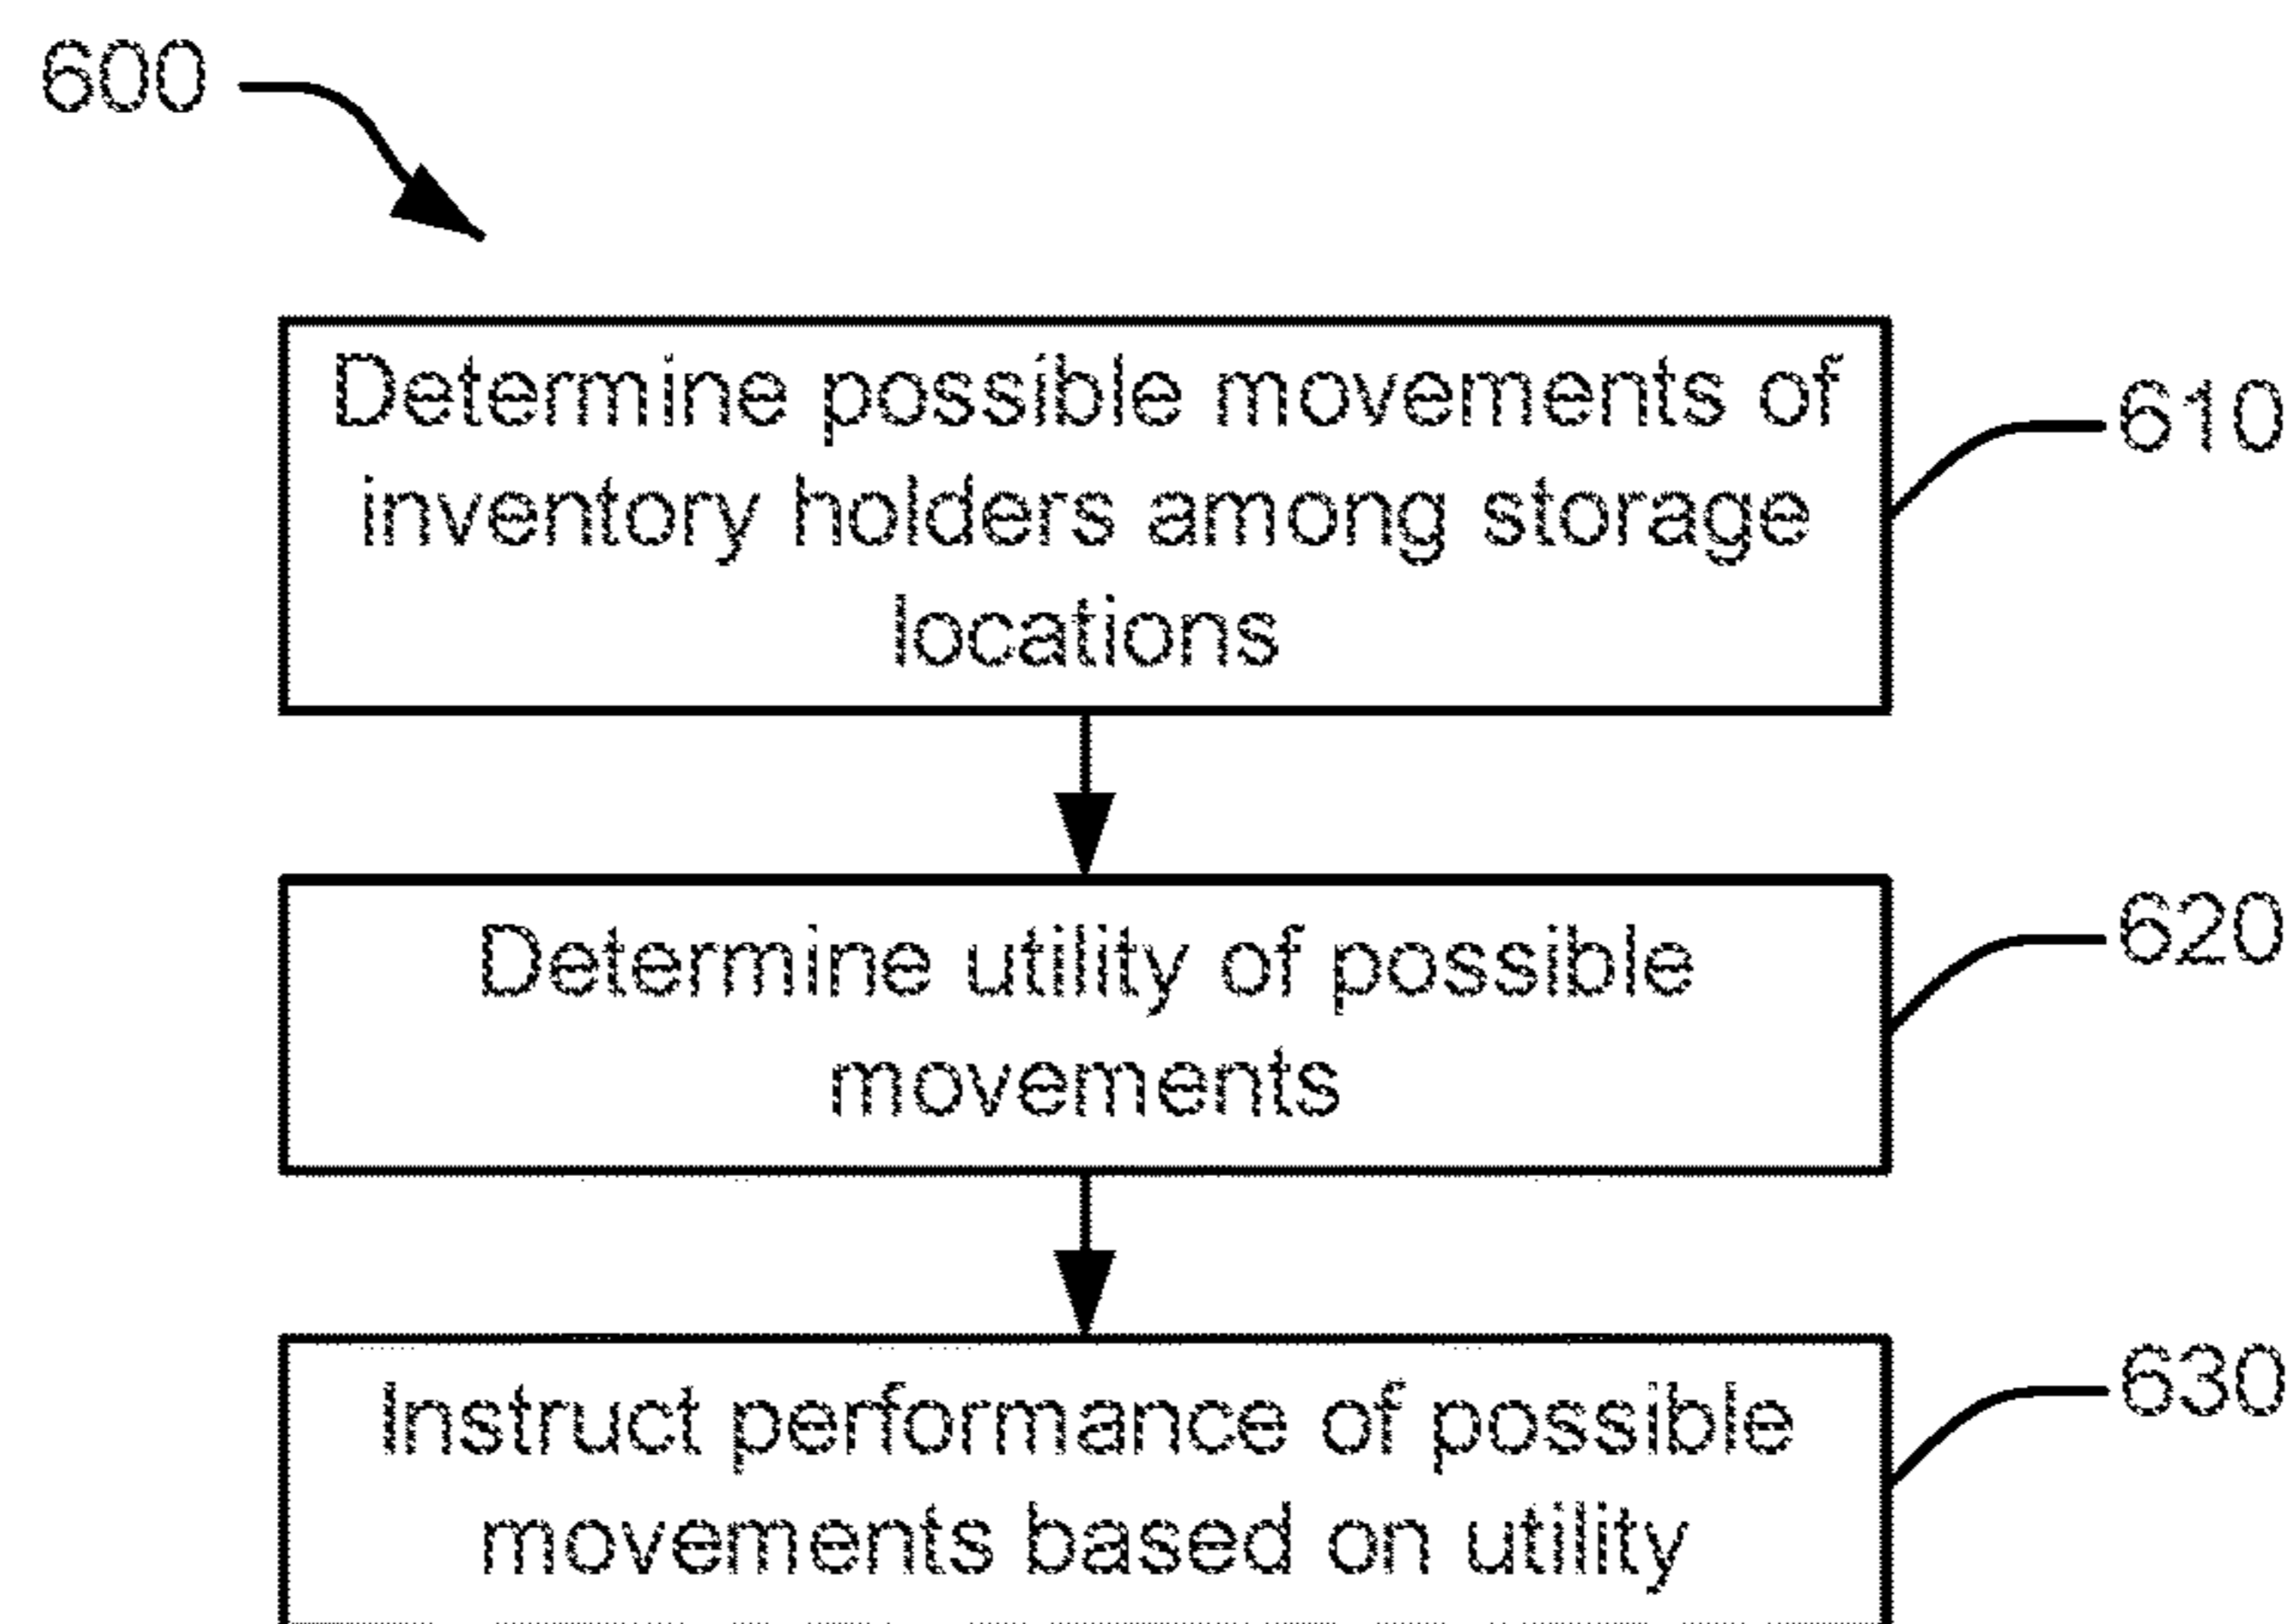 600
Determine possible movements of
inventory holders among storage
locations
610
Determine utility of possible
movements
620
Instruct performance of possible
movements based on utility
630